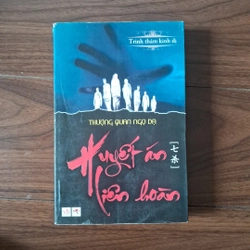 Trinh thám kinh dị
THƯỢNG QUAN NGỌ DẠ
Huyết án
[七杀]
liên hoàn